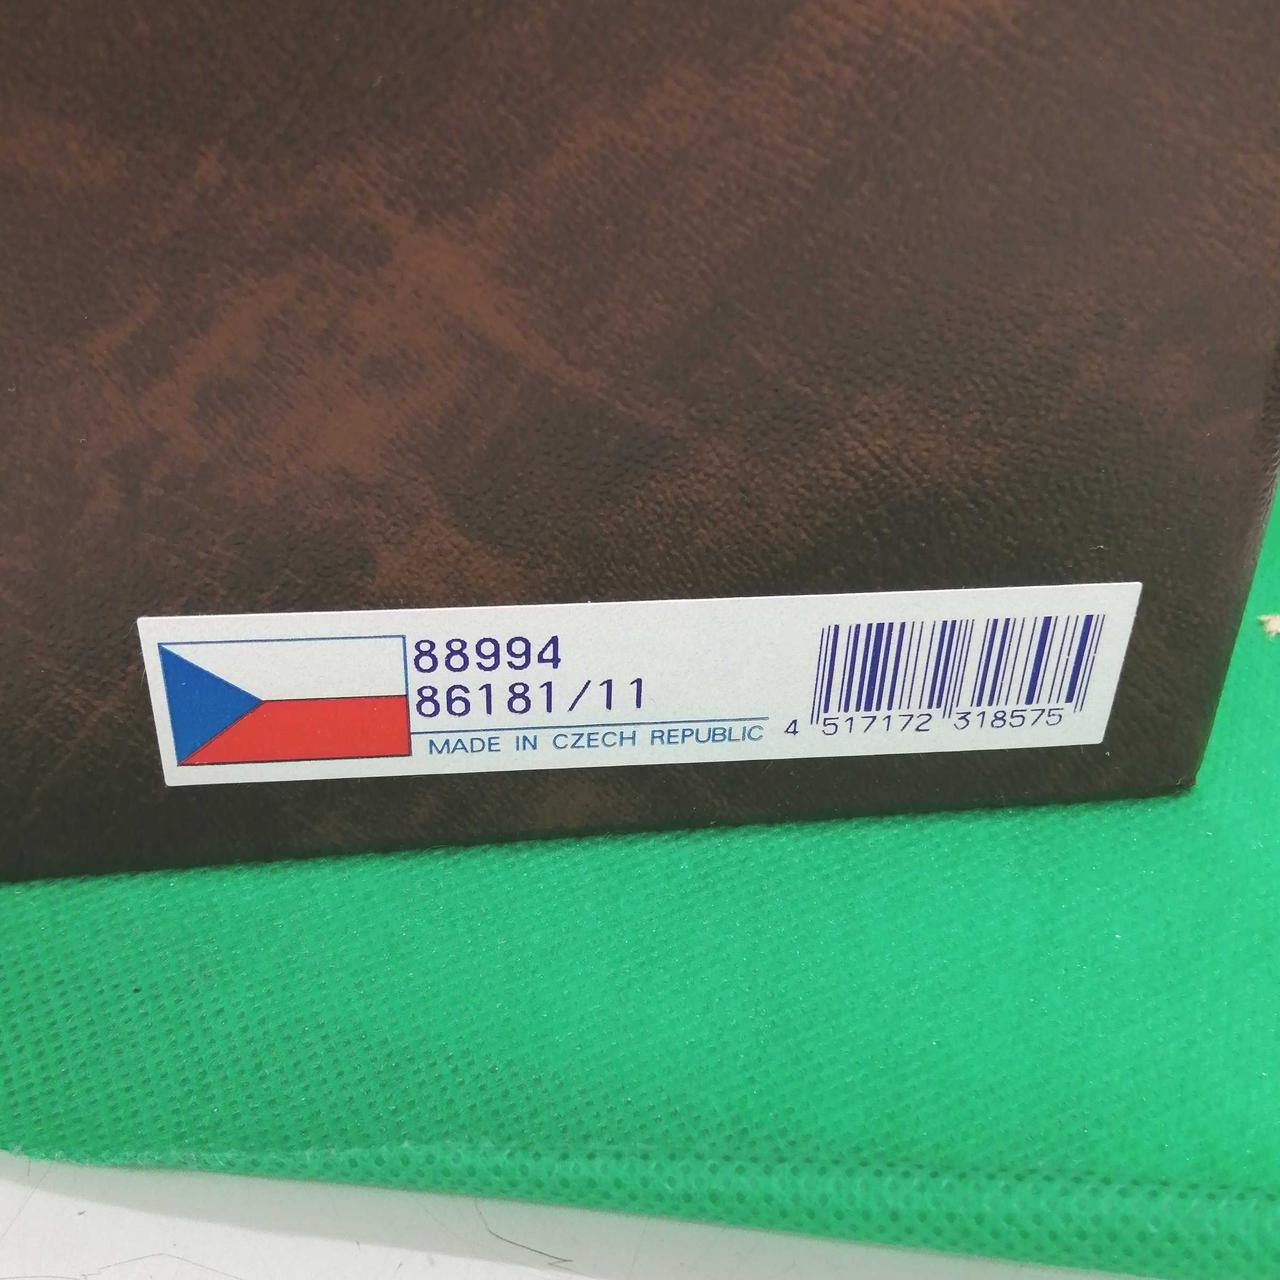 88994
86181/11
MADE IN CZECH REPUBLIC
4 517172 318575